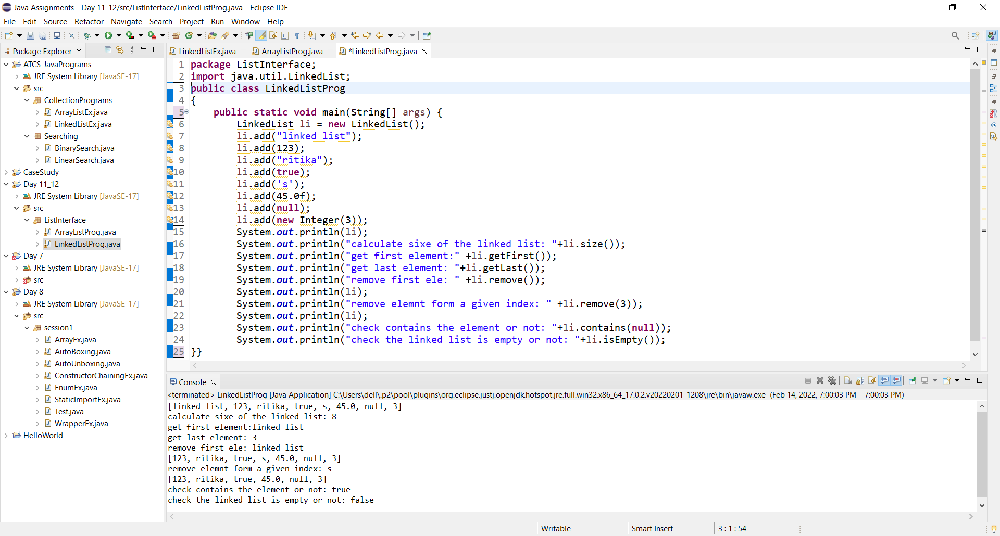 Java Assignments - Day 11_12/src/ListInterface/LinkedListProg.java - Eclipse IDE
File Edit Source Refactor Navigate Search Project Run Window Help
Package Explorer
ATCS_JavaPrograms
JRE System Library [JavaSE-17]
src
CollectionPrograms
ArrayListEx.java
LinkedListEx.java
Searching
BinarySearch.java
LinearSearch.java
CaseStudy
Day 11_12
JRE System Library [JavaSE-17]
src
ListInterface
ArrayListProg.java
LinkedListProg.java
Day 7
JRE System Library [JavaSE-17]
src
Day 8
JRE System Library [JavaSE-17]
src
session1
ArrayEx.java
AutoBoxing.java
AutoUnboxing.java
ConstructorChainingEx.java
EnumEx.java
StaticImportEx.java
Test.java
WrapperEx.java
HelloWorld
LinkedListEx.java ArrayListProg.java *LinkedListProg.java
1 package ListInterface;
2 import java.util.LinkedList;
3 public class LinkedListProg
4 {
5 public static void main(String[] args) {
6 LinkedList li = new LinkedList();
7 li.add("linked list");
8 li.add(123);
9 li.add("ritika");
10 li.add(true);
11 li.add('s');
12 li.add(45.0f);
13 li.add(null);
14 li.add(new Integer(3));
15 System.out.println(li);
16 System.out.println("calculate sixe of the linked list: "+li.size());
17 System.out.println("get first element:" +li.getFirst());
18 System.out.println("get last element: "+li.getLast());
19 System.out.println("remove first ele: " +li.remove());
20 System.out.println(li);
21 System.out.println("remove elemnt form a given index: " +li.remove(3));
22 System.out.println(li);
23 System.out.println("check contains the element or not: "+li.contains(null));
24 System.out.println("check the linked list is empty or not: "+li.isEmpty());
25 }}
Console
<terminated> LinkedListProg [Java Application] C:\Users\dell\.p2\pool\plugins\org.eclipse.justj.openjdk.hotspot.jre.full.win32.x86_64_17.0.2.v20220201-1208\jre\bin\javaw.exe (Feb 14, 2022, 7:00:03 PM – 7:00:03 PM)
[linked list, 123, ritika, true, s, 45.0, null, 3]
calculate sixe of the linked list: 8
get first element:linked list
get last element: 3
remove first ele: linked list
[123, ritika, true, s, 45.0, null, 3]
remove elemnt form a given index: s
[123, ritika, true, 45.0, null, 3]
check contains the element or not: true
check the linked list is empty or not: false
Writable Smart Insert 3 : 1 : 54